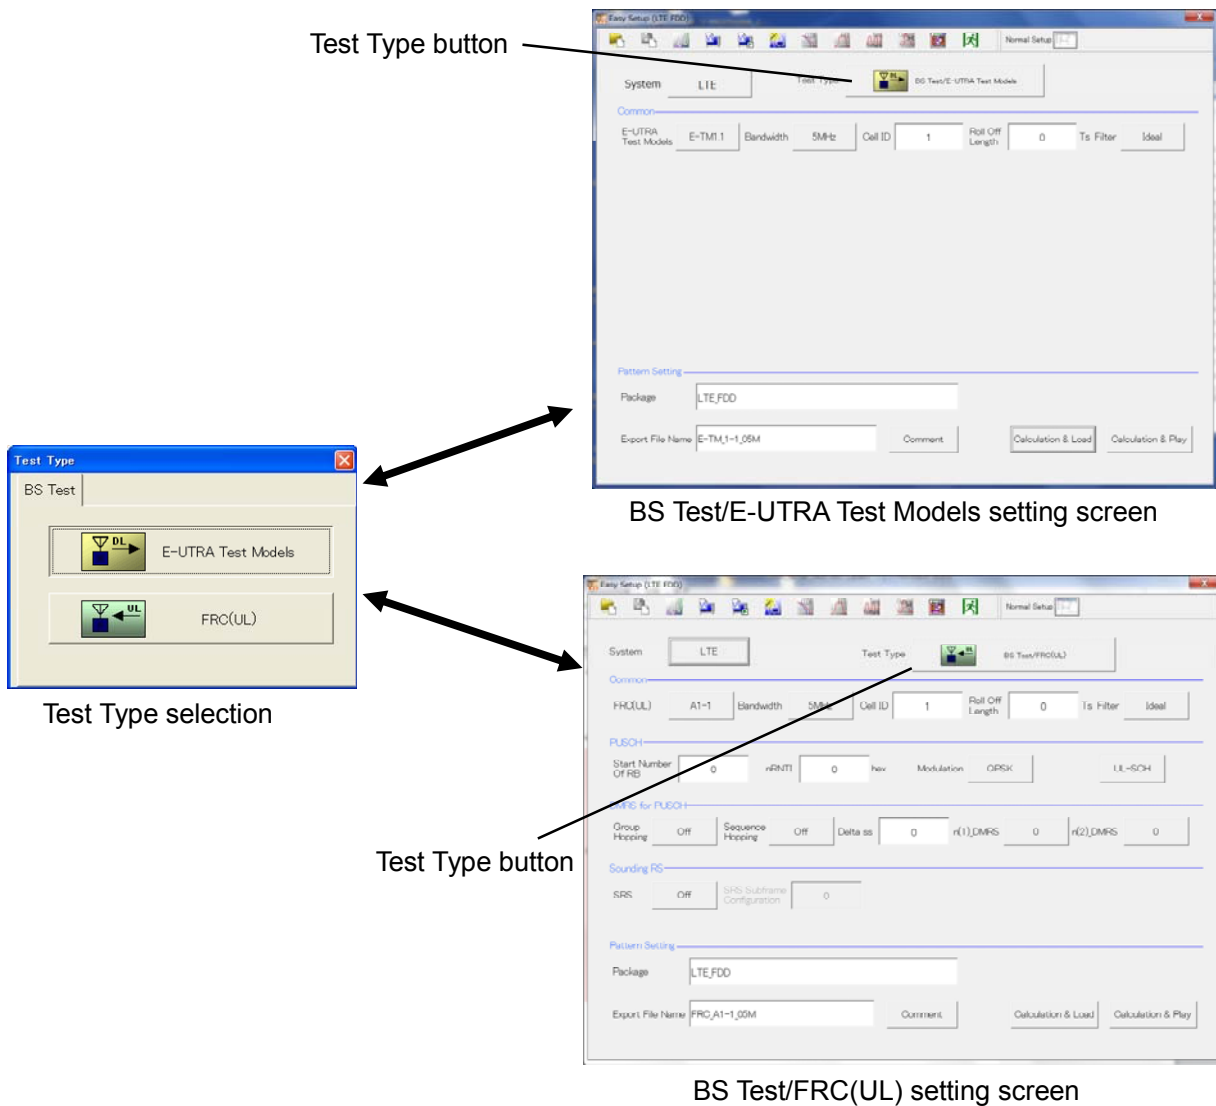 Test Type button
Easy Setup (LTE FDD)
Normal Setup
System LTE Test Type BS Test/E-UTRA Test Models
Common
E-UTRA Test Models E-TM1.1 Bandwidth 5MHz Cell ID 1 Roll Off Length 0 Ts Filter Ideal
Pattern Setting
Package LTE_FDD
Export File Name E-TM_1-1_05M Comment Calculation & Load Calculation & Play
BS Test/E-UTRA Test Models setting screen
Test Type
BS Test
DL E-UTRA Test Models
UL FRC(UL)
Test Type selection
Easy Setup (LTE FDD)
Normal Setup
System LTE Test Type BS Test/FRC(UL)
Common
FRC(UL) A1-1 Bandwidth 5MHz Cell ID 1 Roll Off Length 0 Ts Filter Ideal
PUSCH
Start Number Of RB 0 nRNTI 0 hex Modulation QPSK UL-SCH
DMRS for PUSCH
Group Hopping Off Sequence Hopping Off Delta ss 0 n(1)_DMRS 0 n(2)_DMRS 0
Test Type button
Sounding RS
SRS Off SRS Subframe Configuration 0
Pattern Setting
Package LTE_FDD
Export File Name FRC_A1-1_05M Comment Calculation & Load Calculation & Play
BS Test/FRC(UL) setting screen